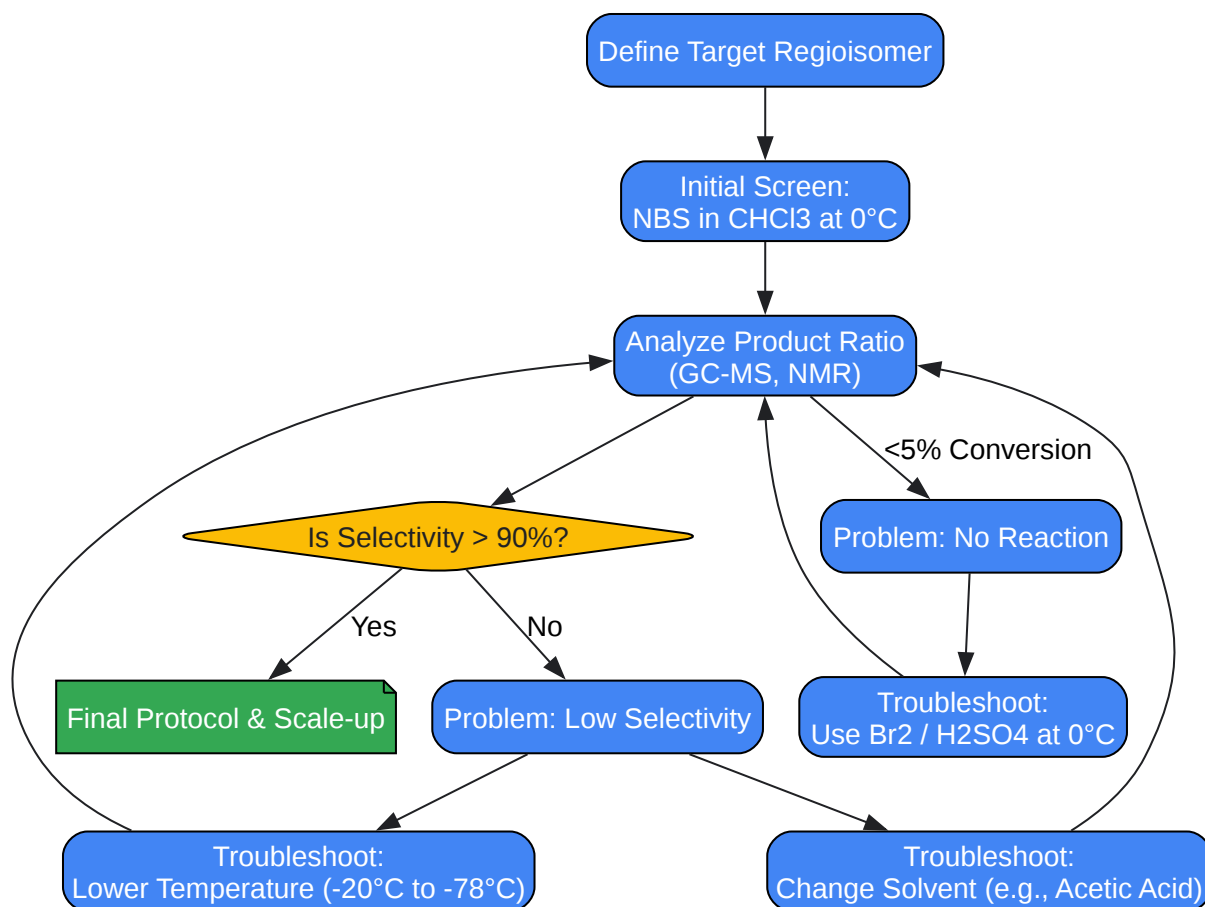 Define Target Regioisomer
Initial Screen:
NBS in CHCl3 at 0°C
Analyze Product Ratio
(GC-MS, NMR)
<5% Conversion
Is Selectivity > 90%?
Problem: No Reaction
Yes
No
Final Protocol & Scale-up
Problem: Low Selectivity
Troubleshoot:
Use Br2 / H2SO4 at 0°C
Troubleshoot:
Lower Temperature (-20°C to -78°C)
Troubleshoot:
Change Solvent (e.g., Acetic Acid)